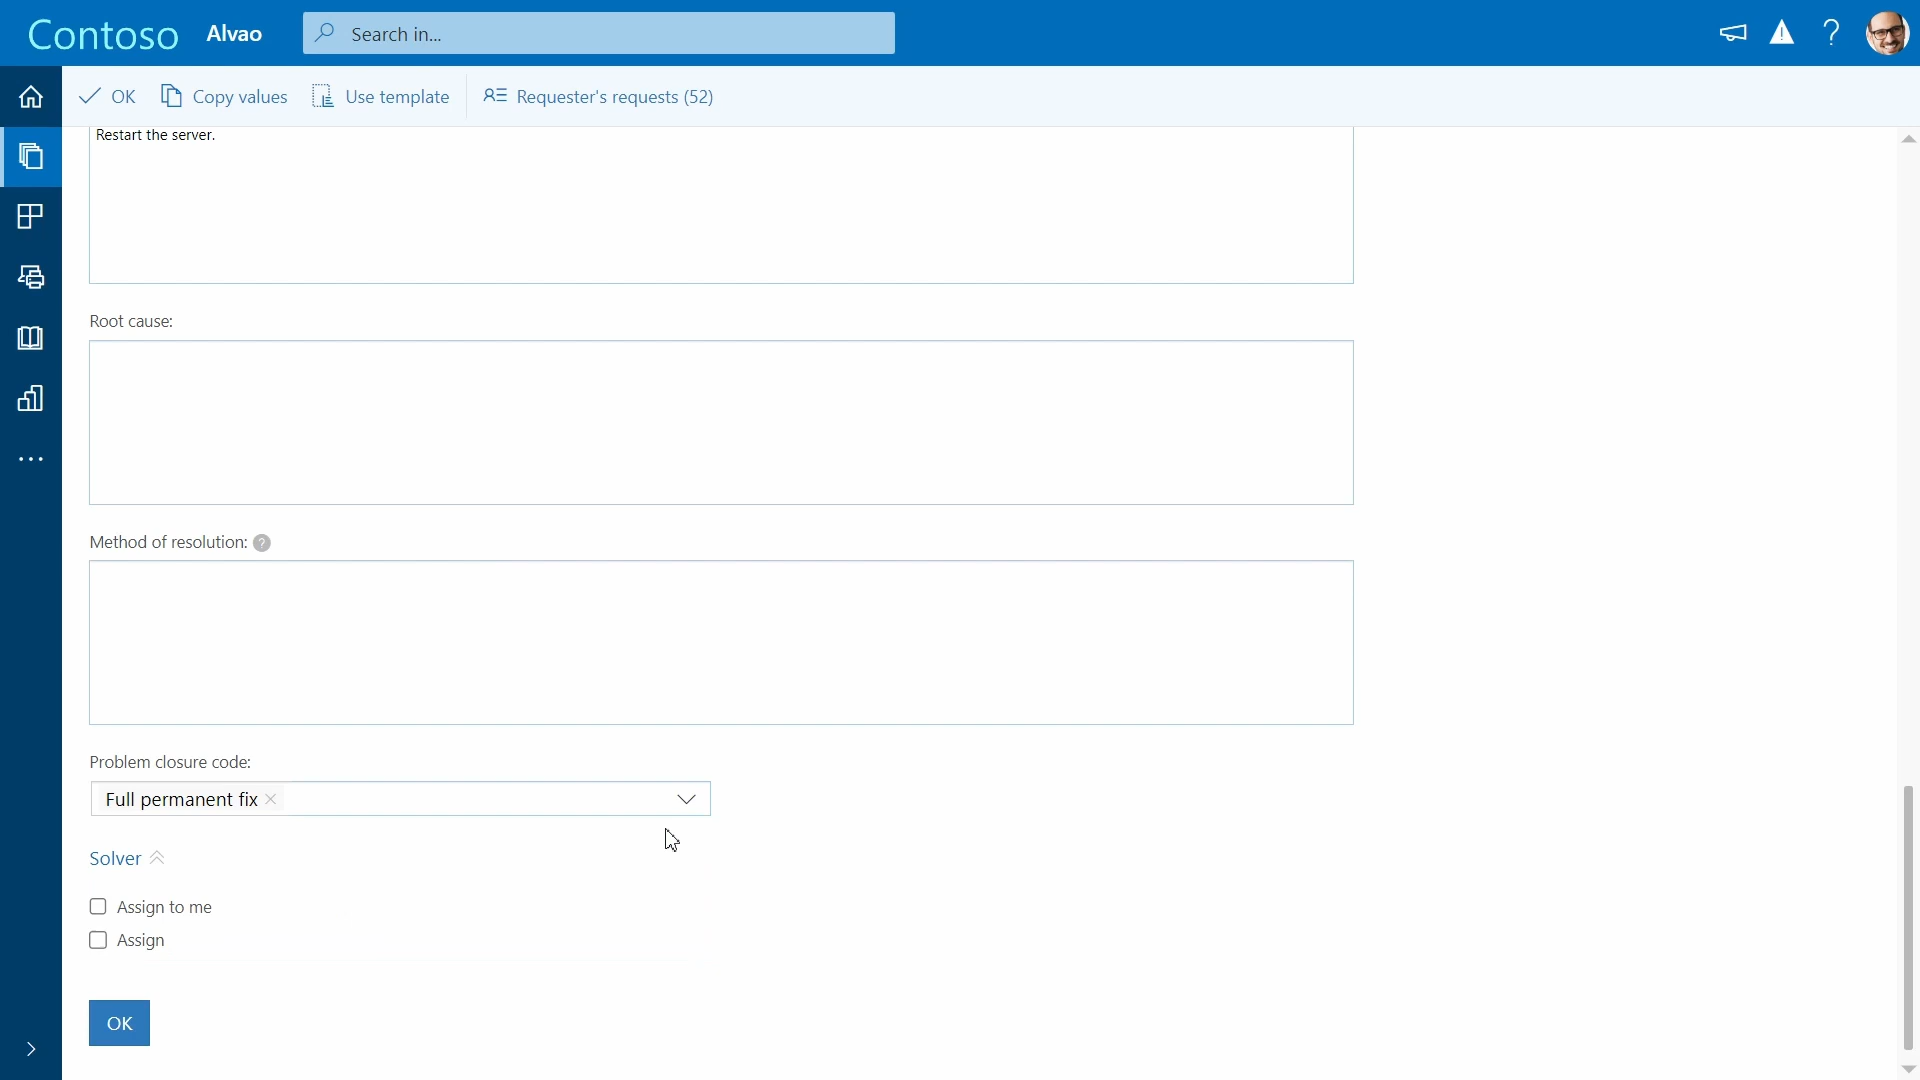 Contoso
Alvao
Search in...
OK
Copy values
Use template
Requester's requests (52)
Restart the server.
Root cause:
Method of resolution: ?
Problem closure code:
Full permanent fix
Solver
Assign to me
Assign
OK